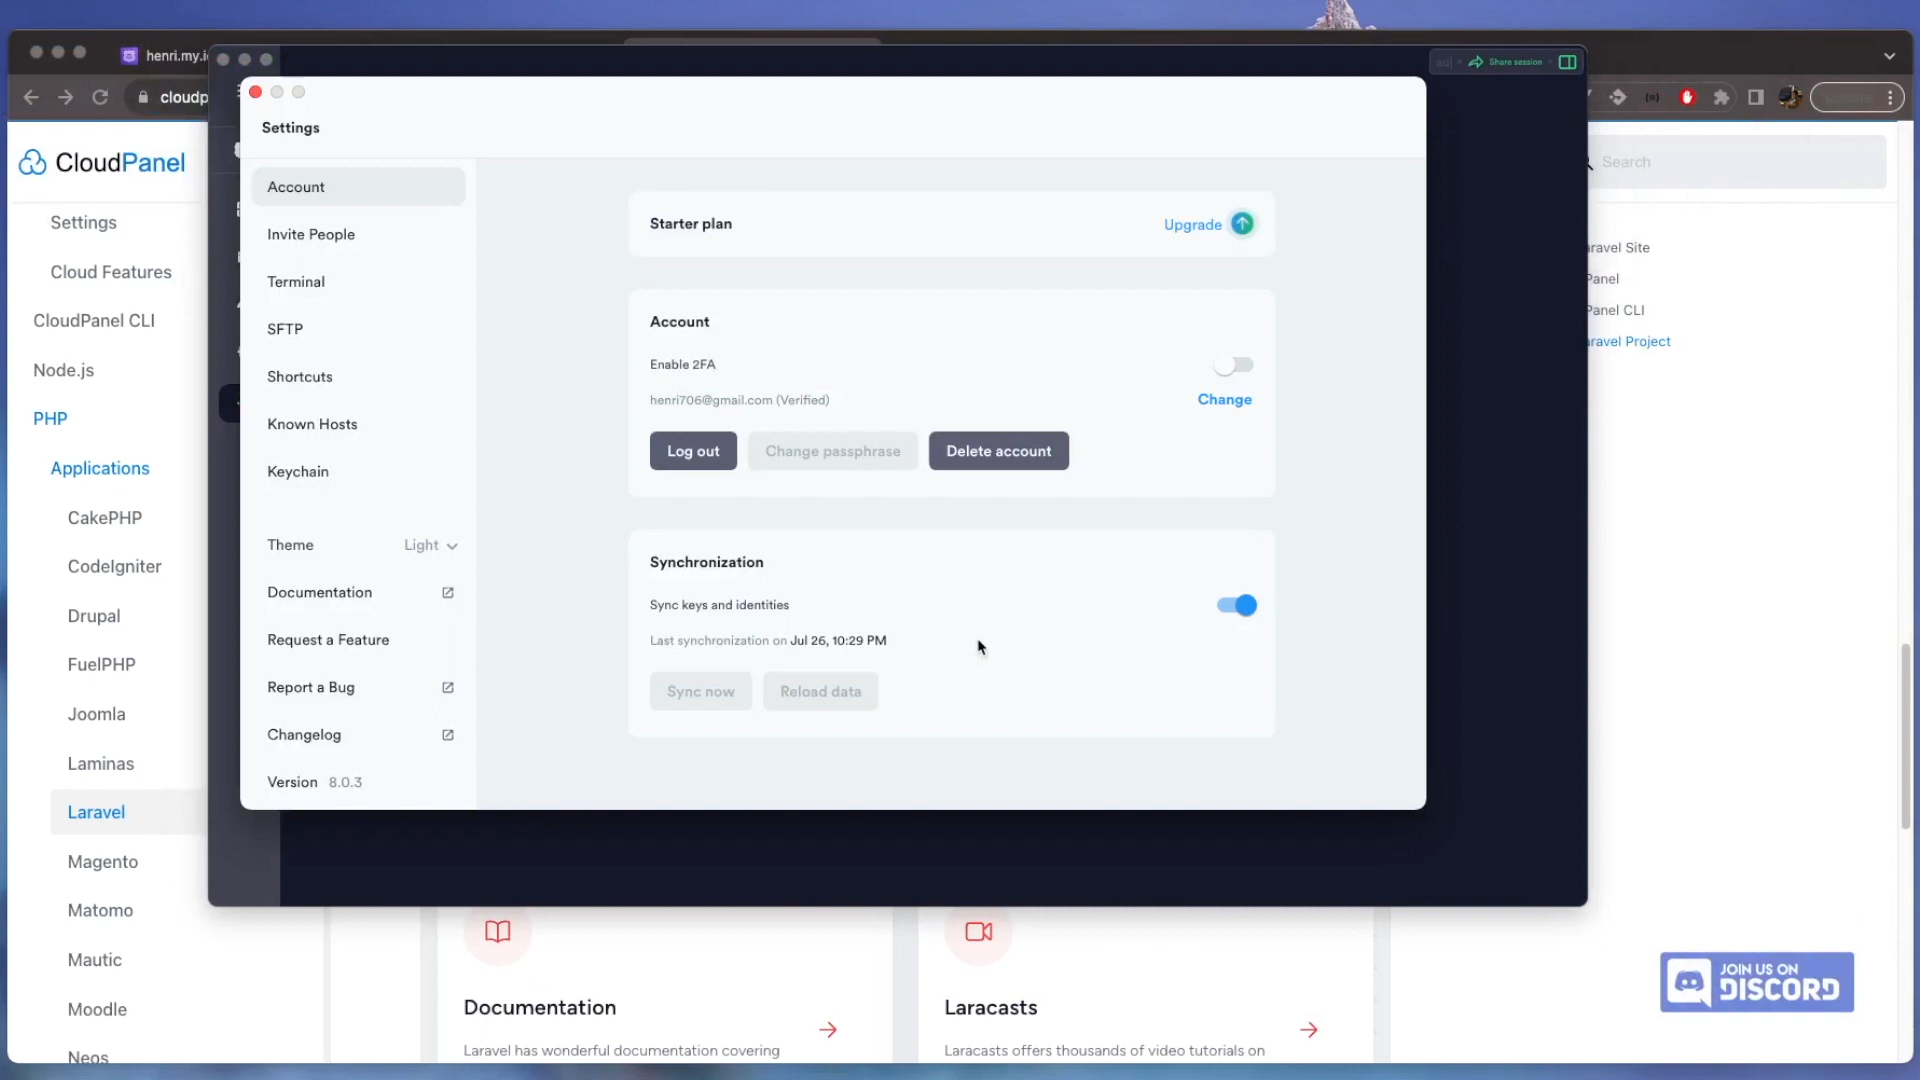 henri.my.i
Share session
cloudp
Settings
CloudPanel
Search
Account
Settings
Invite People
Starter plan
Upgrade
ravel Site
Cloud Features
Terminal
Panel
CloudPanel CLI
SFTP
Account
Panel CLI
ravel Project
Node.js
Shortcuts
Enable 2FA
henri706@gmail.com (Verified)
Change
PHP
Known Hosts
Log out
Change passphrase
Delete account
Applications
Keychain
CakePHP
Theme
Light
CodeIgniter
Synchronization
Documentation
Sync keys and identities
Drupal
Request a Feature
Last synchronization on Jul 26, 10:29 PM
FuelPHP
Report a Bug
Sync now
Reload data
Joomla
Changelog
Laminas
Version 8.0.3
Laravel
Magento
Matomo
Mautic
JOIN US ON
DISCORD
Moodle
Documentation
Laracasts
Neos
Laravel has wonderful documentation covering
Laracasts offers thousands of video tutorials on